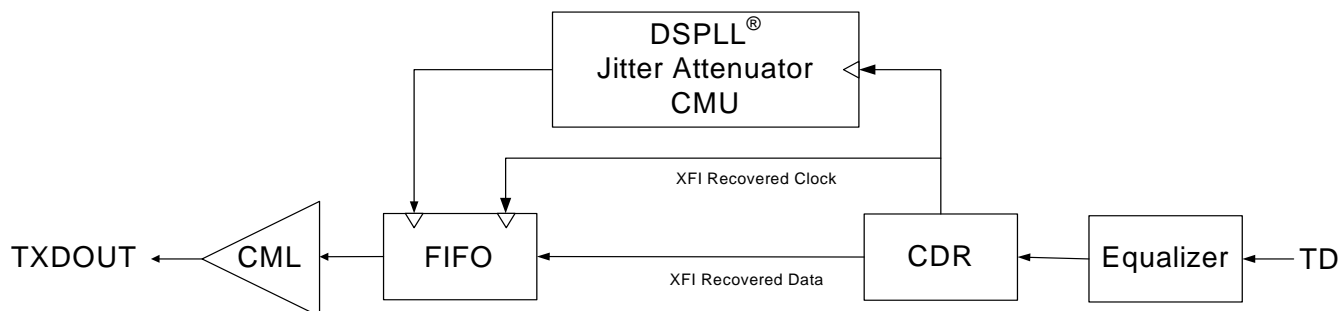 DSPLL®
Jitter Attenuator
CMU
XFI Recovered Clock
TXDOUT
CML
FIFO
CDR
Equalizer
TD
XFI Recovered Data